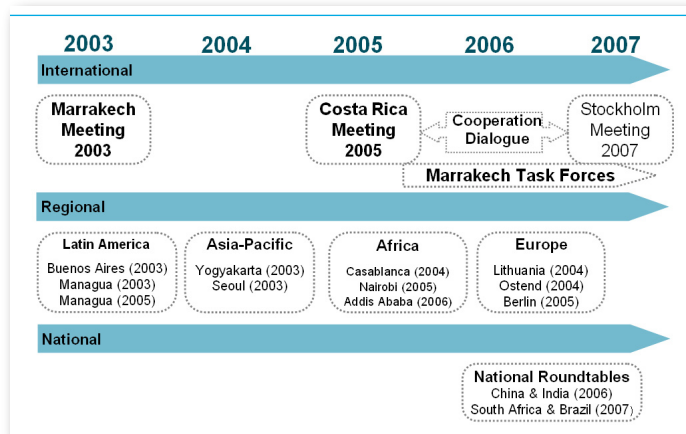 2003 2004 2005 2006 2007
International
Marrakech
Meeting
2003
Costa Rica
Meeting
2005
Cooperation
Dialogue
Stockholm
Meeting
2007
Marrakech Task Forces
Regional
Latin America
Buenos Aires (2003)
Managua (2003)
Managua (2005)
Asia-Pacific
Yogyakarta (2003)
Seoul (2003)
Africa
Casablanca (2004)
Nairobi (2005)
Addis Ababa (2006)
Europe
Lithuania (2004)
Ostend (2004)
Berlin (2005)
National
National Roundtables
China & India (2006)
South Africa & Brazil (2007)